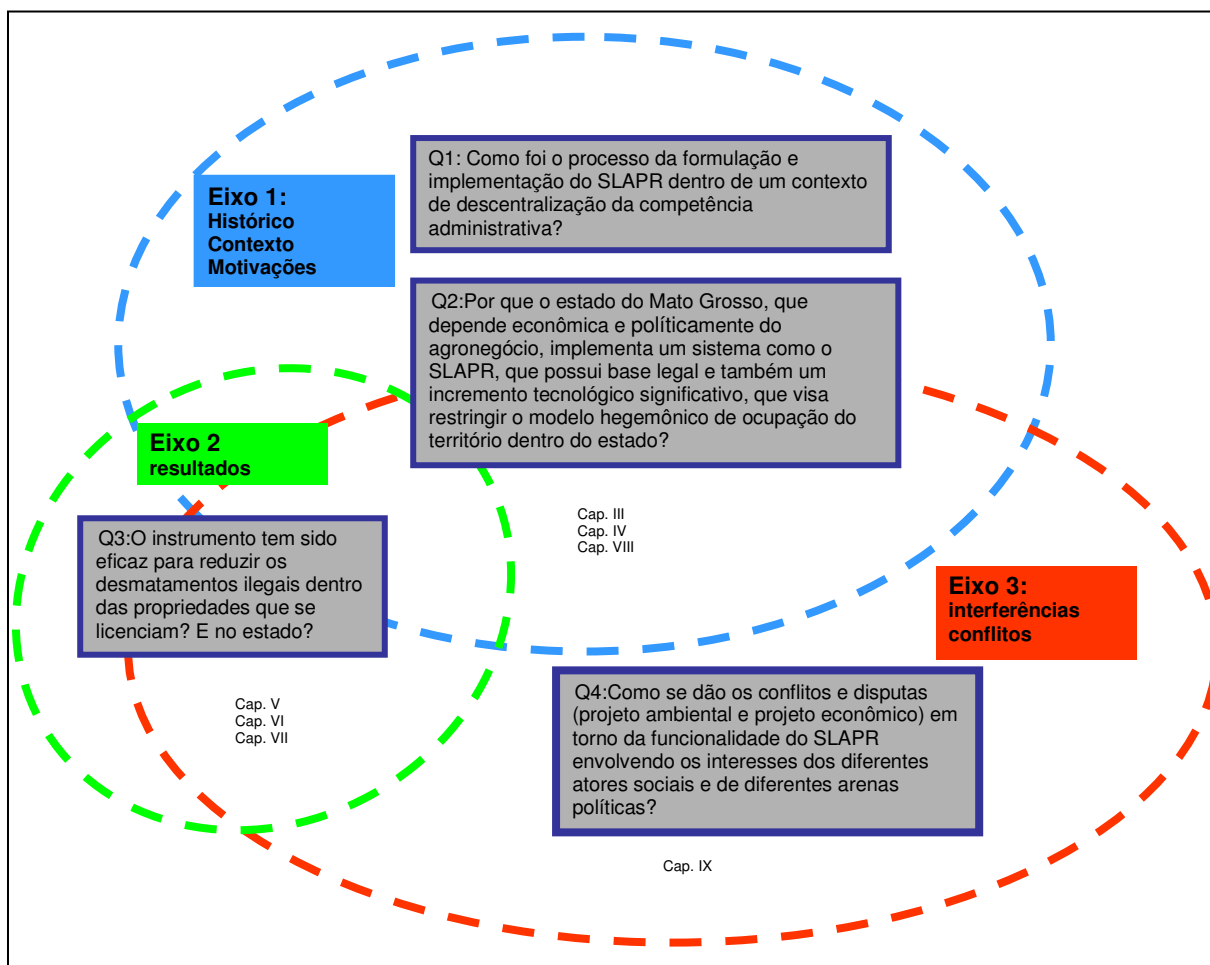 Q1: Como foi o processo da formulação e
implementação do SLAPR dentro de um contexto
de descentralização da competência
administrativa?
Eixo 1:
Histórico
Contexto
Motivações
Q2:Por que o estado do Mato Grosso, que
depende econômica e políticamente do
agronegócio, implementa um sistema como o
SLAPR, que possui base legal e também um
incremento tecnológico significativo, que visa
restringir o modelo hegemônico de ocupação do
território dentro do estado?
Eixo 2
resultados
Cap. III
Cap. IV
Cap. VIII
Q3:O instrumento tem sido
eficaz para reduzir os
desmatamentos ilegais dentro
das propriedades que se
licenciam? E no estado?
Eixo 3:
interferências
conflitos
Cap. V
Cap. VI
Cap. VII
Q4:Como se dão os conflitos e disputas
(projeto ambiental e projeto econômico) em
torno da funcionalidade do SLAPR
envolvendo os interesses dos diferentes
atores sociais e de diferentes arenas
políticas?
Cap. IX